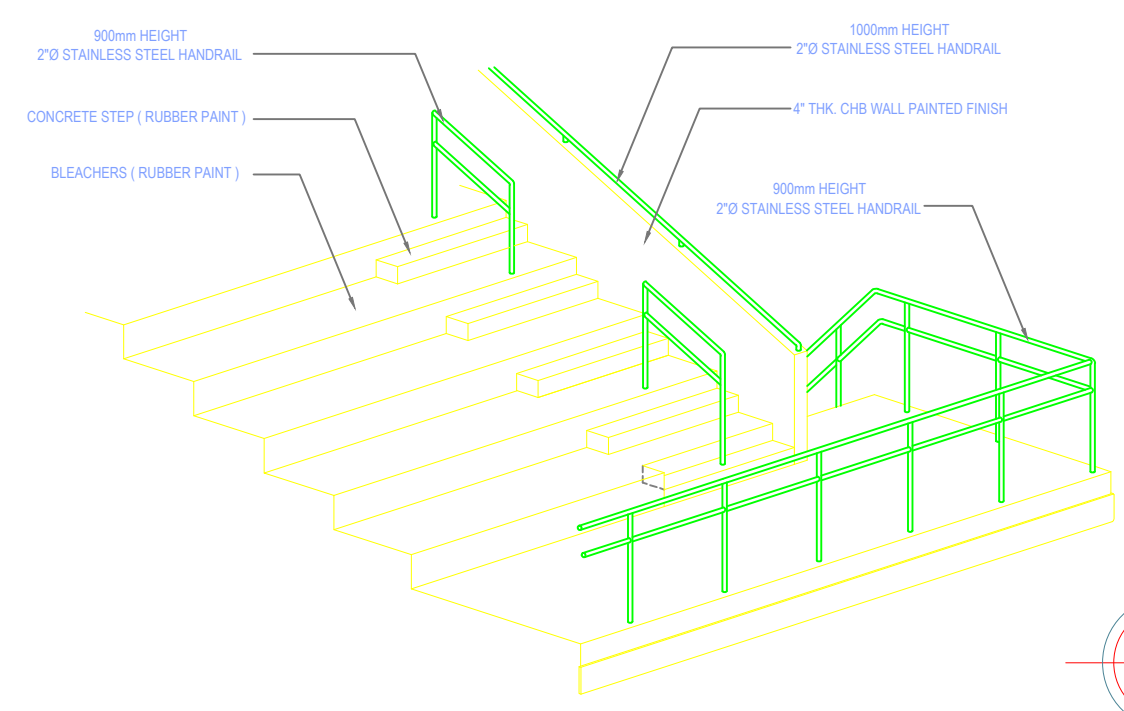 900mm HEIGHT
2"Ø STAINLESS STEEL HANDRAIL
CONCRETE STEP ( RUBBER PAINT )
BLEACHERS ( RUBBER PAINT )
1000mm HEIGHT
2"Ø STAINLESS STEEL HANDRAIL
4" THK. CHB WALL PAINTED FINISH
900mm HEIGHT
2"Ø STAINLESS STEEL HANDRAIL